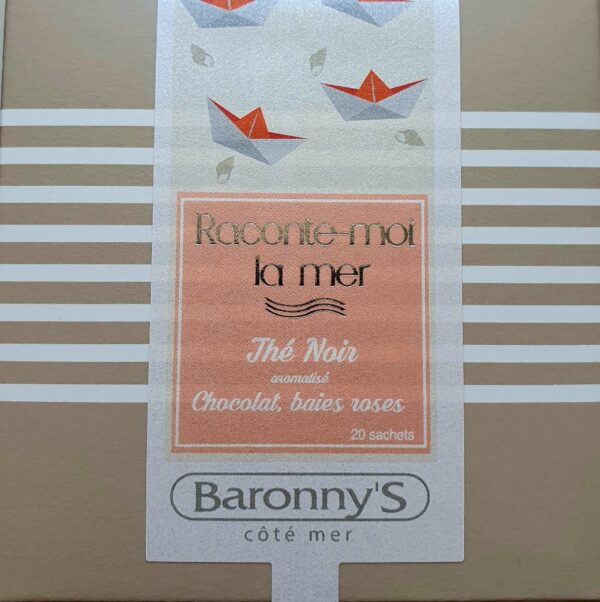 Raconte-moi
la mer
Thé Noir
aromatisé
Chocolat, baies roses
20 sachets
Baronny'S
côté mer